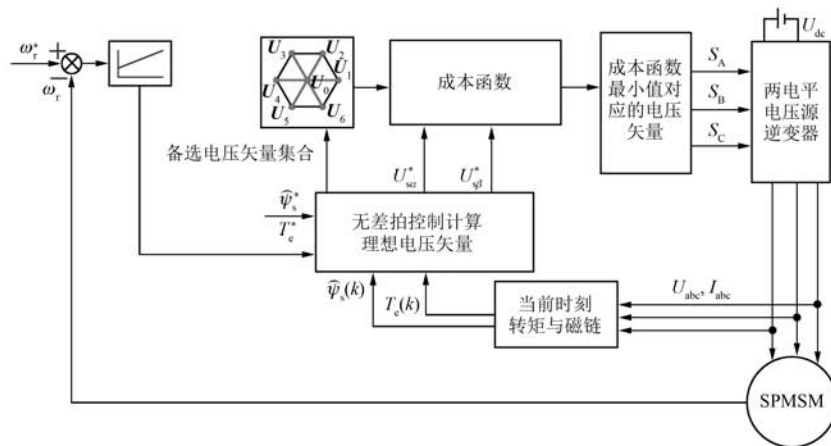 ω*r
+
−
ωr
U3
U2
Û1
U4
U0
U5
U6
备选电压矢量集合
成本函数
成本函数
最小值对
应的电压
矢量
SA
SB
SC
Udc
两电平
电压源
逆变器
U*sα
U*sβ
ψ̂*s
T*e
无差拍控制计算
理想电压矢量
ψ̂s(k)
Te(k)
当前时刻
转矩与磁链
Uabc, Iabc
SPMSM